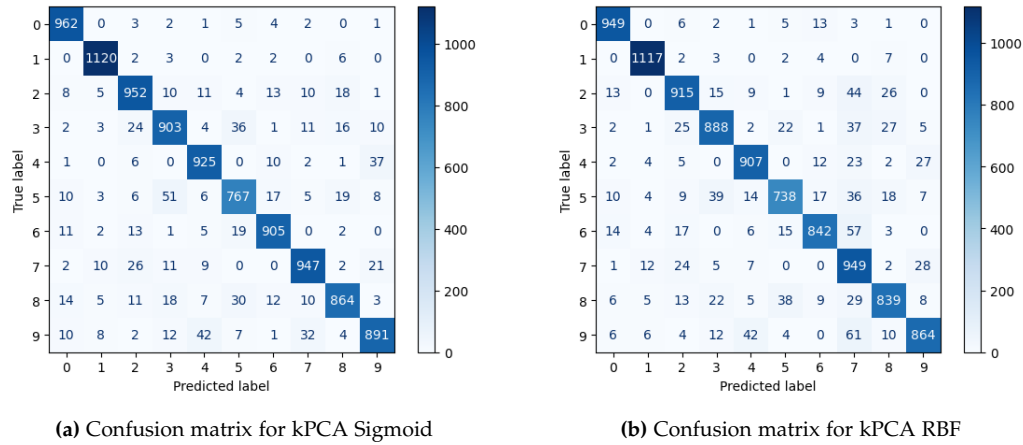 0 962 0 3 2 1 5 4 2 0 1
1 0 1120 2 3 0 2 2 0 6 0
2 8 5 952 10 11 4 13 10 18 1
3 2 3 24 903 4 36 1 11 16 10
4 1 0 6 0 925 0 10 2 1 37
5 10 3 6 51 6 767 17 5 19 8
6 11 2 13 1 5 19 905 0 2 0
7 2 10 26 11 9 0 0 947 2 21
8 14 5 11 18 7 30 12 10 864 3
9 10 8 2 12 42 7 1 32 4 891
0 1 2 3 4 5 6 7 8 9
True label
Predicted label
1000
800
600
400
200
0
0 949 0 6 2 1 5 13 3 1 0
1 0 1117 2 3 0 2 4 0 7 0
2 13 0 915 15 9 1 9 44 26 0
3 2 1 25 888 2 22 1 37 27 5
4 2 4 5 0 907 0 12 23 2 27
5 10 4 9 39 14 738 17 36 18 7
6 14 4 17 0 6 15 842 57 3 0
7 1 12 24 5 7 0 0 949 2 28
8 6 5 13 22 5 38 9 29 839 8
9 6 6 4 12 42 4 0 61 10 864
0 1 2 3 4 5 6 7 8 9
True label
Predicted label
1000
800
600
400
200
0
(a) Confusion matrix for kPCA Sigmoid
(b) Confusion matrix for kPCA RBF